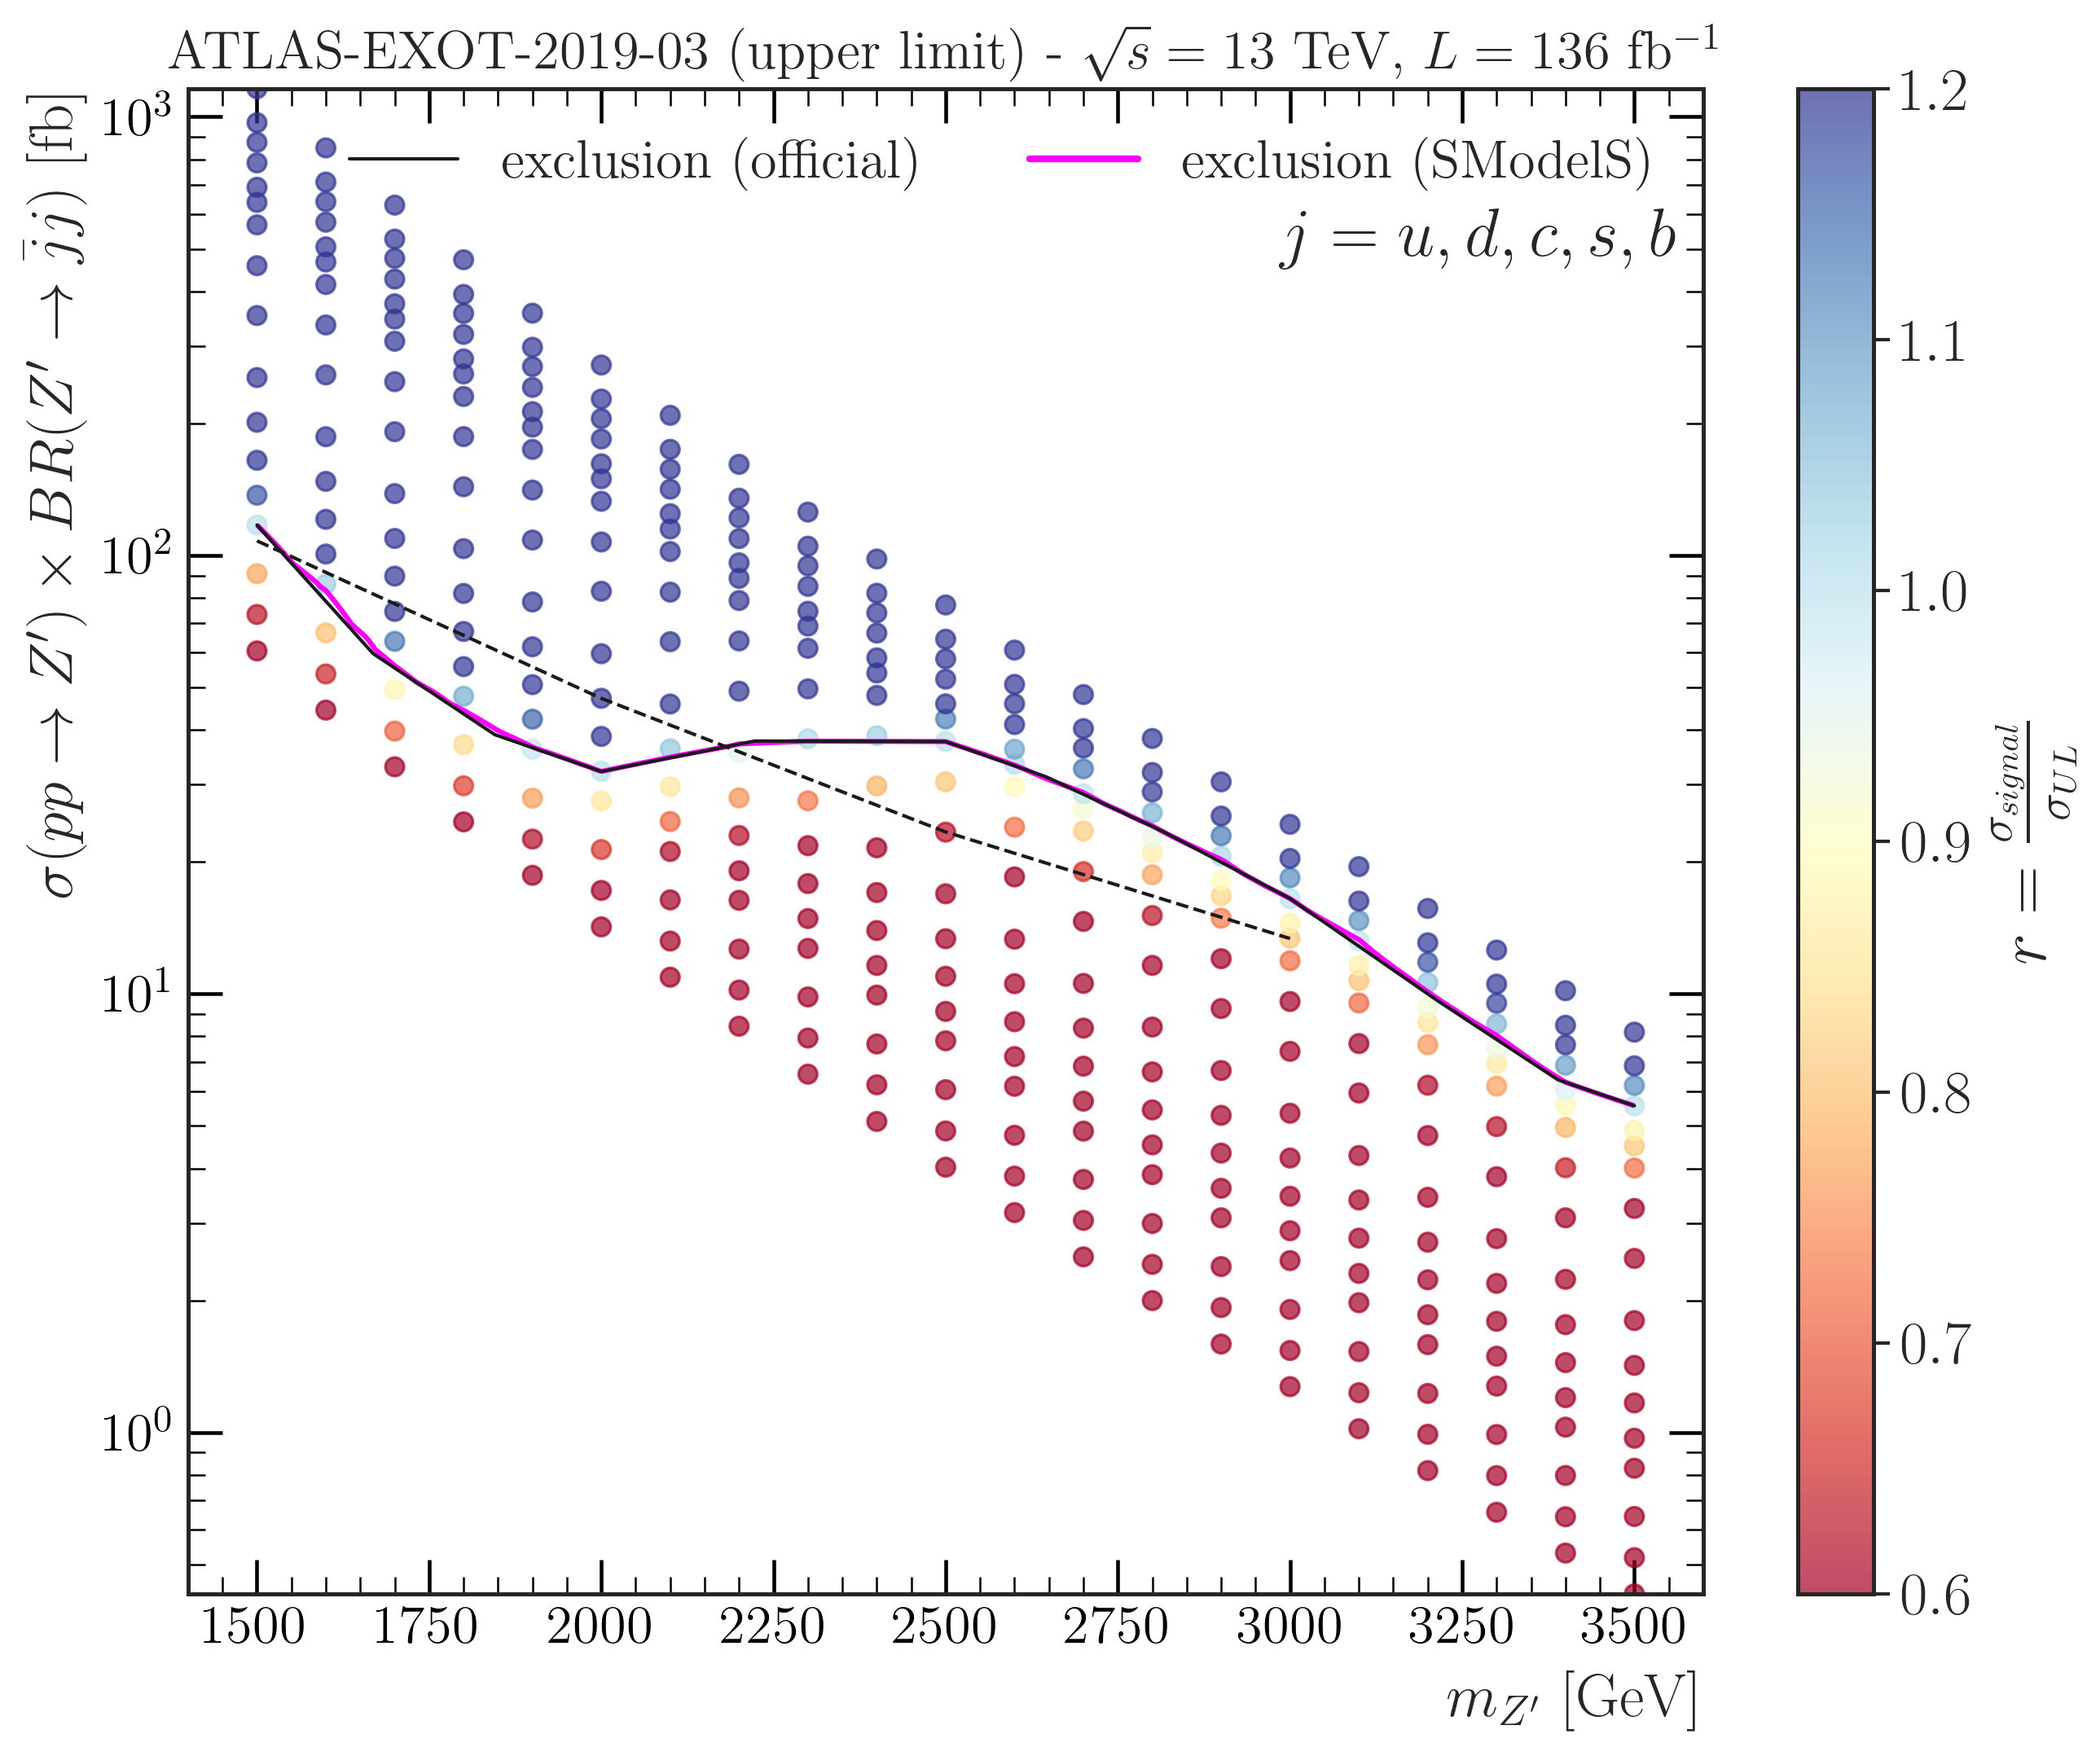 ATLAS-EXOT-2019-03 (upper limit) - √s = 13 TeV, L = 136 fb⁻¹
σ(pp → Z′) × BR(Z′ → j̄j) [fb]
10³
10²
10¹
10⁰
exclusion (official)
exclusion (SModelS)
j = u, d, c, s, b
1500 1750 2000 2250 2500 2750 3000 3250 3500
m_Z′ [GeV]
1.2
1.1
1.0
0.9
0.8
0.7
0.6
r = σ_signal / σ_UL